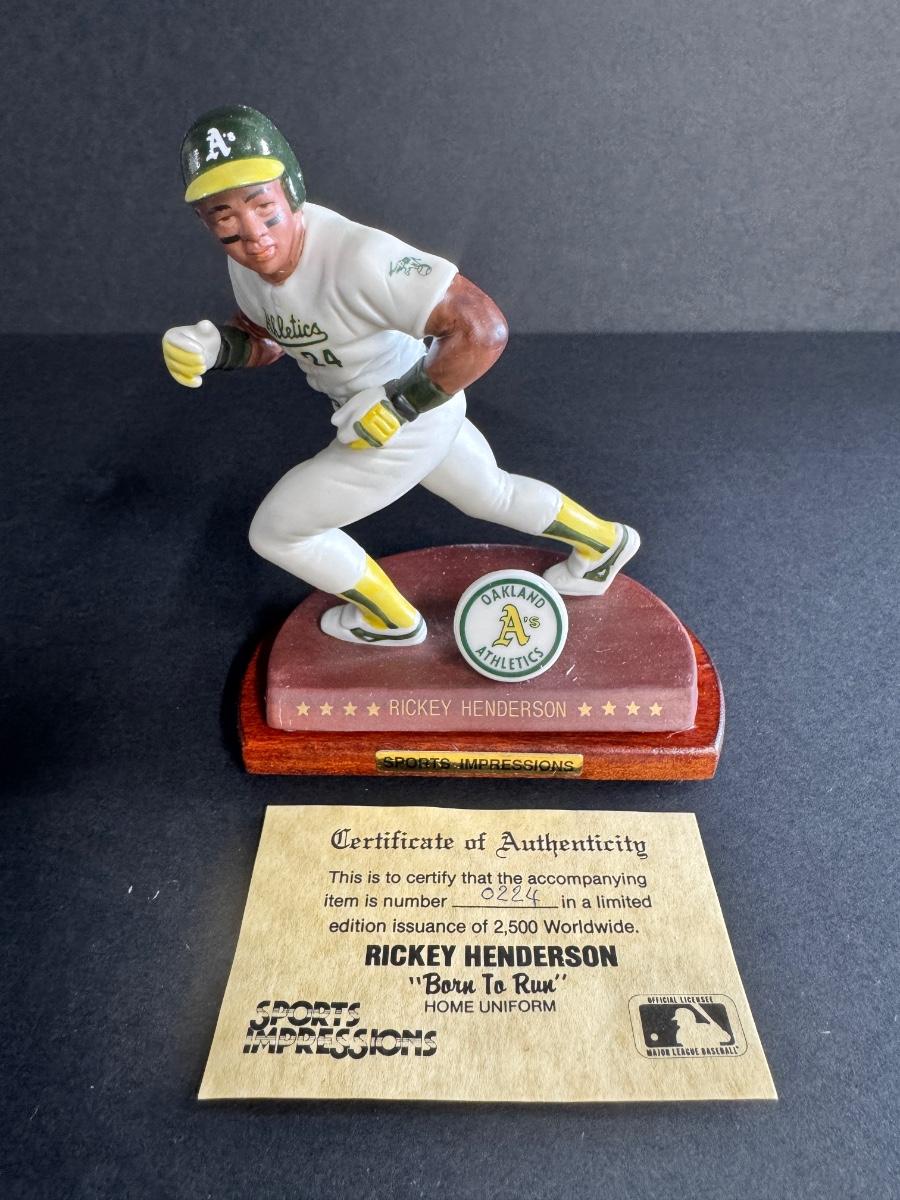 A's
Athletics
24
OAKLAND
A's
ATHLETICS
★ ★ ★ ★ RICKEY HENDERSON ★ ★ ★ ★
SPORTS IMPRESSIONS
Certificate of Authenticity
This is to certify that the accompanying
item is number 0224 in a limited
edition issuance of 2,500 Worldwide.
RICKEY HENDERSON
"Born To Run"
HOME UNIFORM
SPORTS
IMPRESSIONS
OFFICIAL LICENSEE
MAJOR LEAGUE BASEBALL